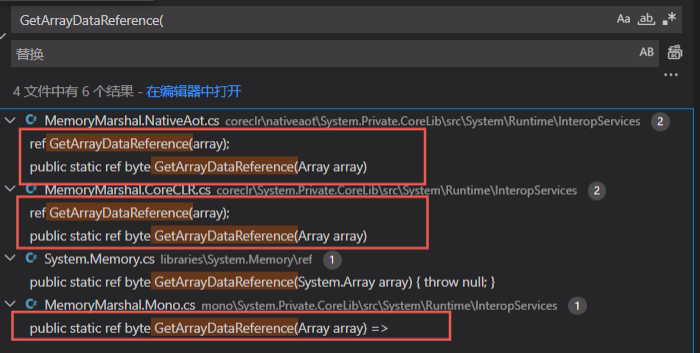 GetArrayDataReference(
Aa ab .*
替换
AB
...
4 文件中有 6 个结果 - 在编辑器中打开
MemoryMarshal.NativeAot.cs coreclr\nativeaot\System.Private.CoreLib\src\System\Runtime\InteropServices 2
ref GetArrayDataReference(array);
public static ref byte GetArrayDataReference(Array array)
MemoryMarshal.CoreCLR.cs coreclr\System.Private.CoreLib\src\System\Runtime\InteropServices 2
ref GetArrayDataReference(array);
public static ref byte GetArrayDataReference(Array array)
System.Memory.cs libraries\System.Memory\ref 1
public static ref byte GetArrayDataReference(System.Array array) { throw null; }
MemoryMarshal.Mono.cs mono\System.Private.CoreLib\src\System\Runtime\InteropServices 1
public static ref byte GetArrayDataReference(Array array) =>